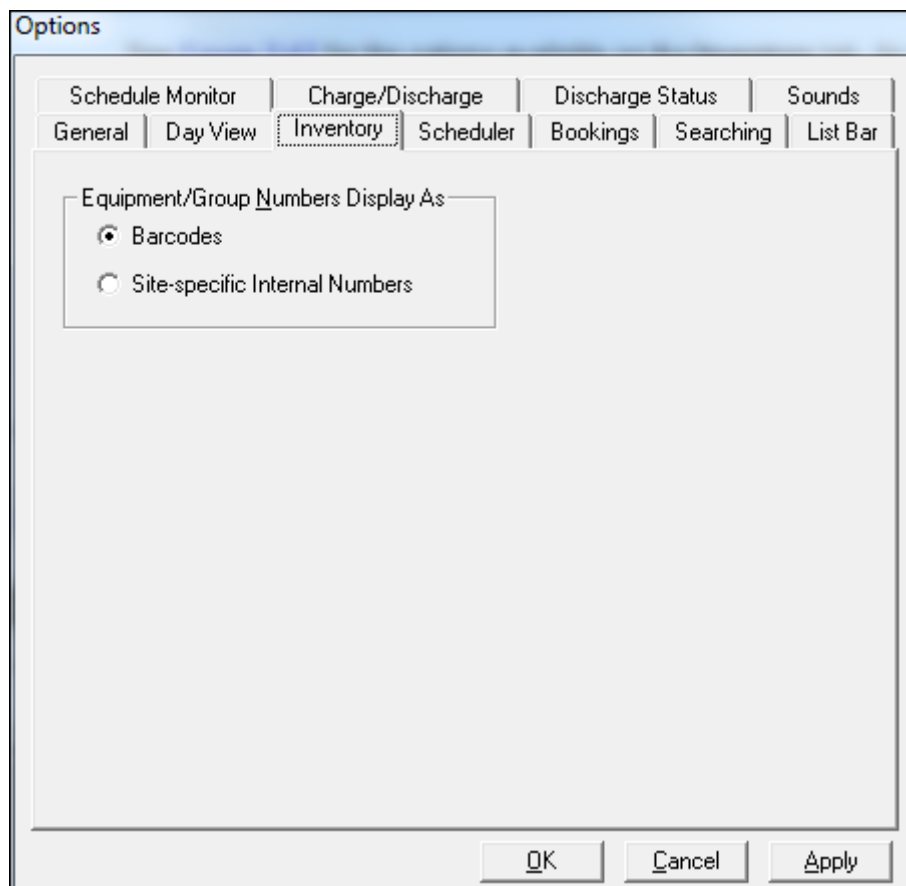 Options
Schedule Monitor Charge/Discharge Discharge Status Sounds
General Day View Inventory Scheduler Bookings Searching List Bar
Equipment/Group Numbers Display As
Barcodes
Site-specific Internal Numbers
OK Cancel Apply